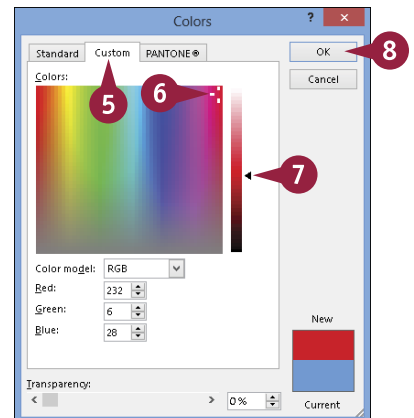 Colors
?
×
Standard Custom PANTONE®
OK
8
Cancel
Colors:
5
6
7
Color model: RGB
Red: 232
Green: 6
Blue: 28
New
Transparency:
< > 0 %
Current